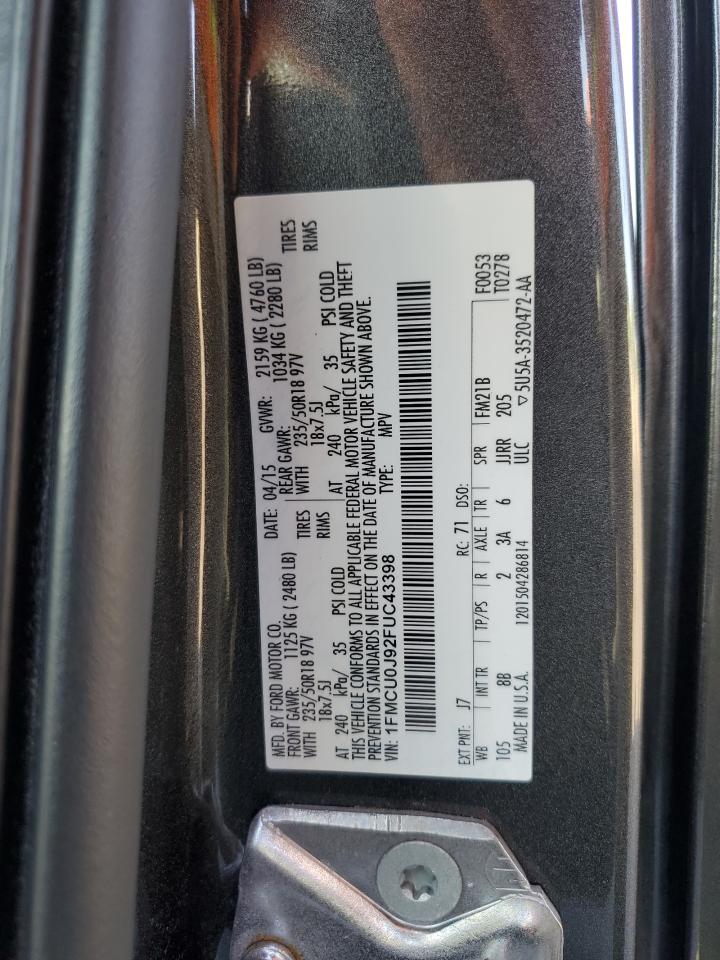 MFD. BY FORD MOTOR CO. DATE: 04/15 GVWR: 2159 KG ( 4760 LB)
FRONT GAWR: 1125 KG ( 2480 LB) REAR GAWR: 1034 KG ( 2280 LB)
WITH 235/50R18 97V TIRES WITH 235/50R18 97V TIRES
18x7.5J RIMS 18x7.5J RIMS
AT 240 kPa/ 35 PSI COLD AT 240 kPa/ 35 PSI COLD
THIS VEHICLE CONFORMS TO ALL APPLICABLE FEDERAL MOTOR VEHICLE SAFETY AND THEFT
PREVENTION STANDARDS IN EFFECT ON THE DATE OF MANUFACTURE SHOWN ABOVE.
VIN: 1FMCU0J92FUC43398 TYPE: MPV
EXT PNT: J7 RC: 71 DSO: FM21B F0053
WB INT TR TP/PS R AXLE TR SPR T0278
105 8B 2 3A 6 JJRR 205
MADE IN U.S.A. 1201504286814 ULC ▽5U5A-3520472-AA